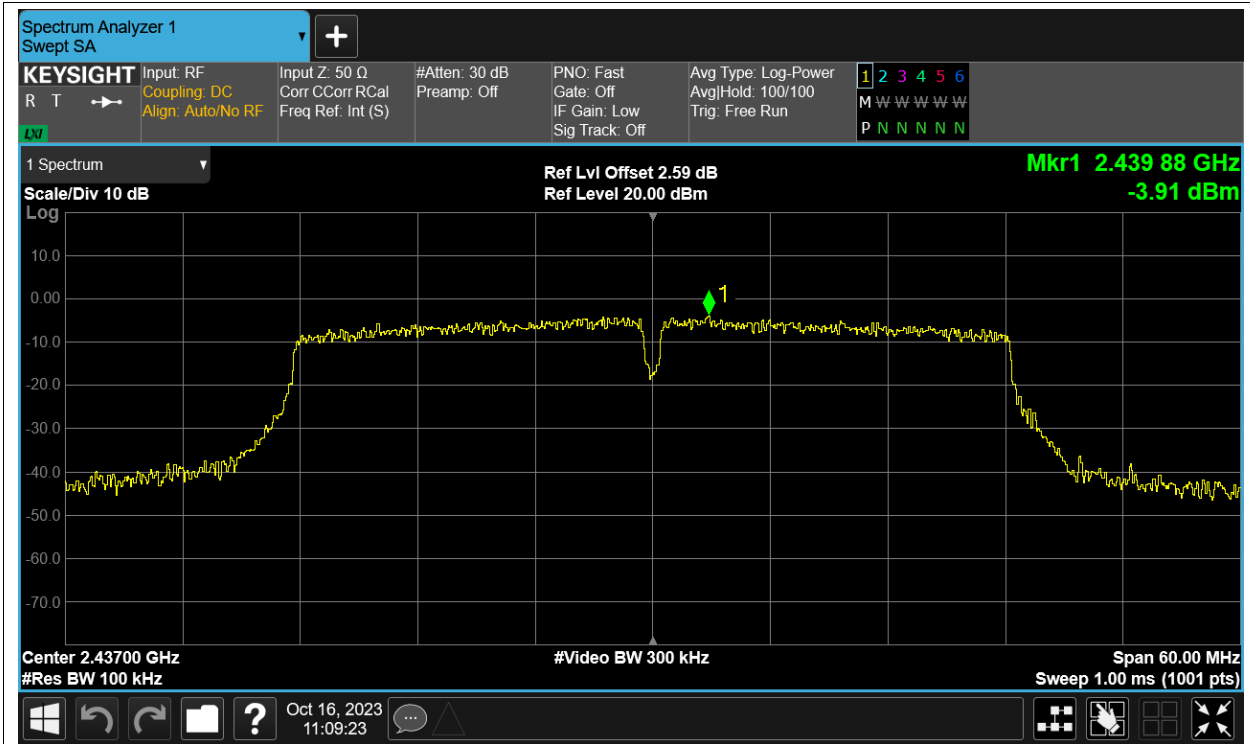 Spectrum Analyzer 1
Swept SA
+
KEYSIGHT
R T
LXI
Input: RF
Coupling: DC
Align: Auto/No RF
Input Z: 50 Ω
Corr CCorr RCal
Freq Ref: Int (S)
#Atten: 30 dB
Preamp: Off
PNO: Fast
Gate: Off
IF Gain: Low
Sig Track: Off
Avg Type: Log-Power
Avg|Hold: 100/100
Trig: Free Run
1 2 3 4 5 6
M W W W W W
P N N N N N
1 Spectrum
Scale/Div 10 dB
Log
Ref Lvl Offset 2.59 dB
Ref Level 20.00 dBm
Mkr1 2.439 88 GHz
-3.91 dBm
10.0
0.00
-10.0
-20.0
-30.0
-40.0
-50.0
-60.0
-70.0
1
Center 2.43700 GHz
#Res BW 100 kHz
#Video BW 300 kHz
Span 60.00 MHz
Sweep 1.00 ms (1001 pts)
?
Oct 16, 2023
11:09:23